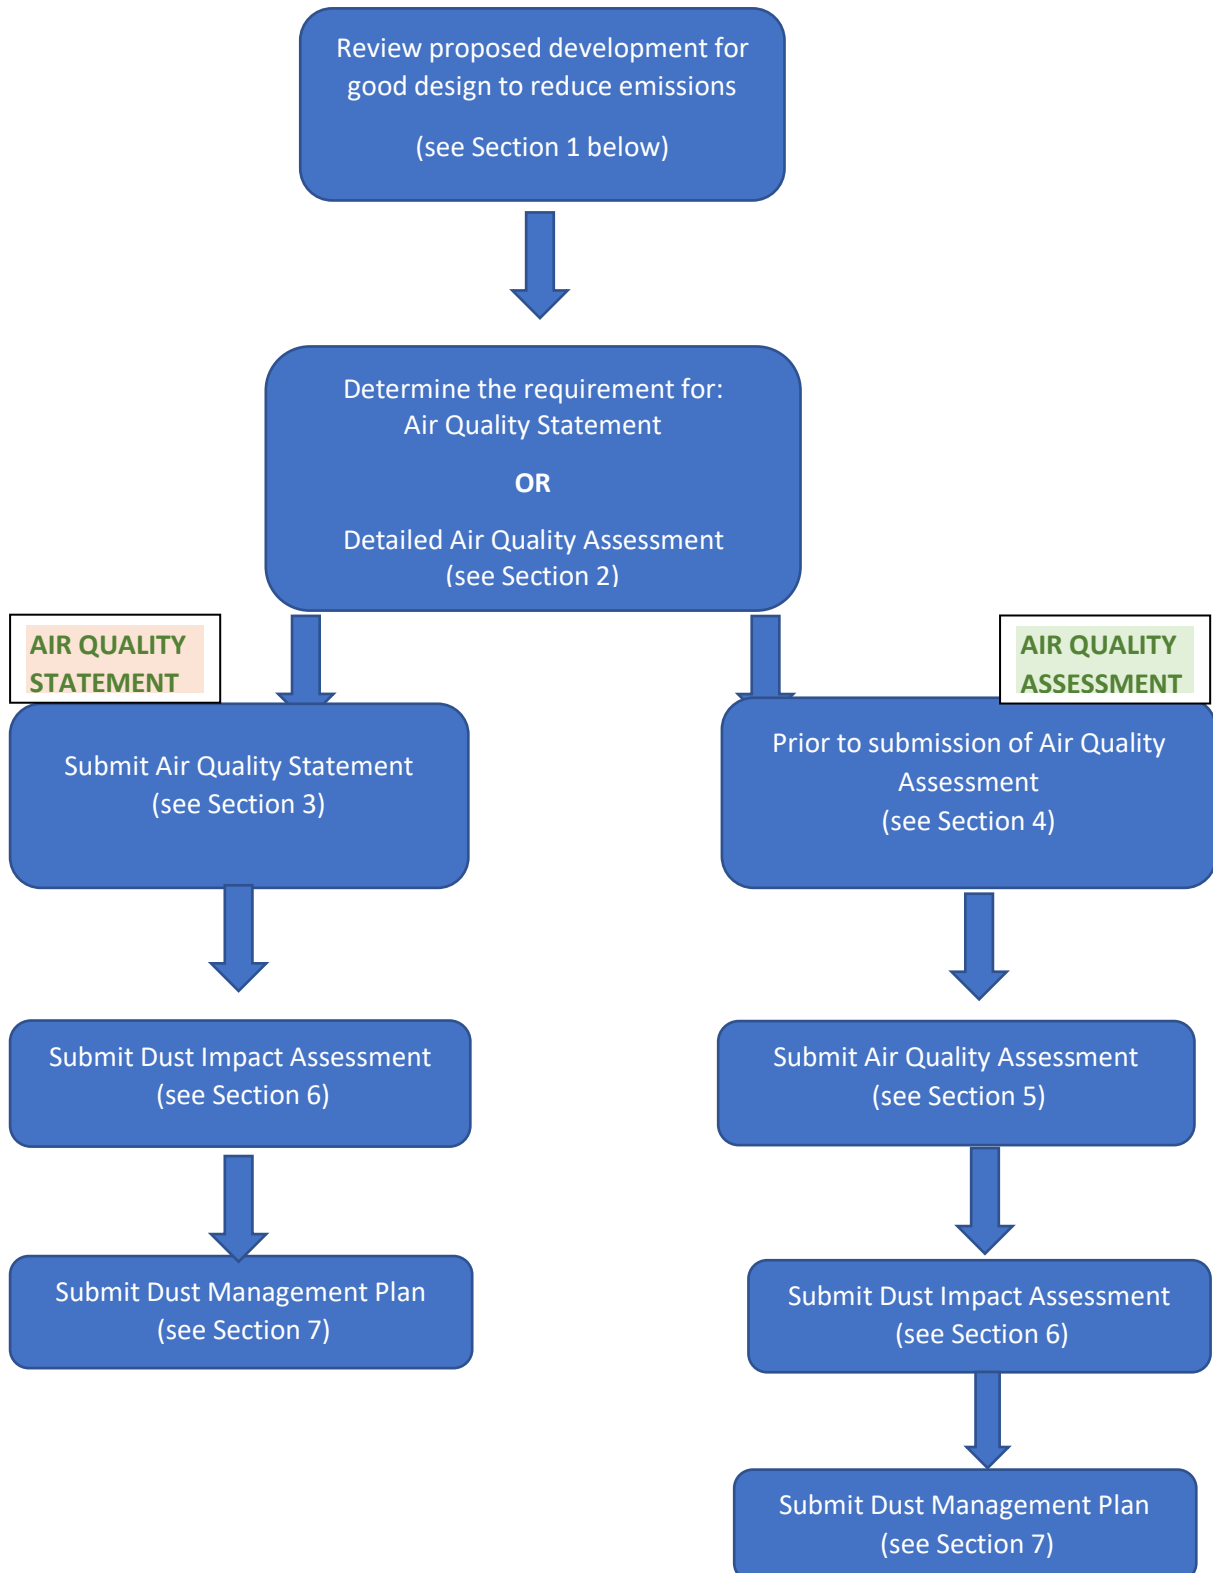 Review proposed development for
good design to reduce emissions
(see Section 1 below)
Determine the requirement for:
Air Quality Statement
OR
Detailed Air Quality Assessment
(see Section 2)
AIR QUALITY
STATEMENT
Submit Air Quality Statement
(see Section 3)
Submit Dust Impact Assessment
(see Section 6)
Submit Dust Management Plan
(see Section 7)
AIR QUALITY
ASSESSMENT
Prior to submission of Air Quality
Assessment
(see Section 4)
Submit Air Quality Assessment
(see Section 5)
Submit Dust Impact Assessment
(see Section 6)
Submit Dust Management Plan
(see Section 7)